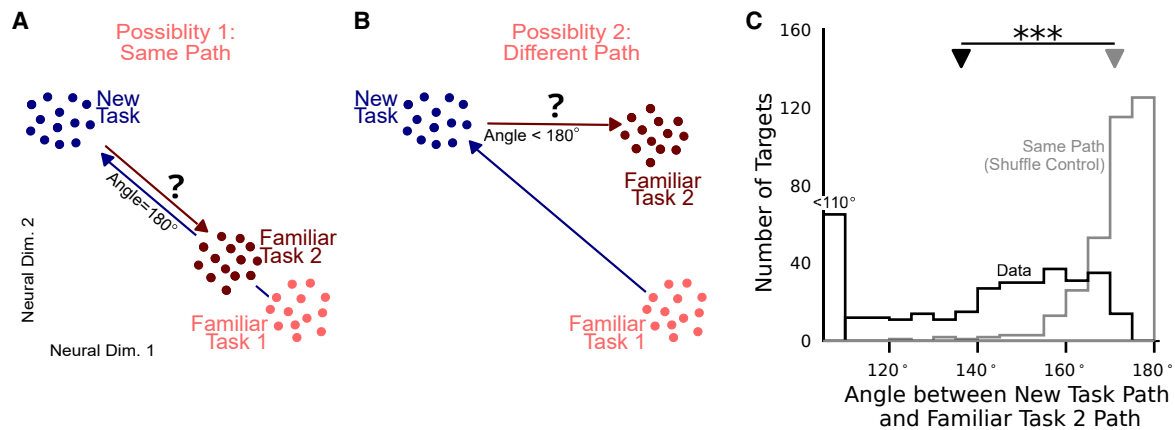 A
Possiblity 1:
Same Path
New
Task
?
Angle=180°
Familiar
Task 2
Familiar
Task 1
Neural Dim. 2
Neural Dim. 1
B
Possiblity 2:
Different Path
New
Task
?
Angle < 180°
Familiar
Task 2
Familiar
Task 1
C
***
160
120
80
40
0
Number of Targets
<110°
Same Path
(Shuffle Control)
Data
120° 140° 160° 180°
Angle between New Task Path
and Familiar Task 2 Path